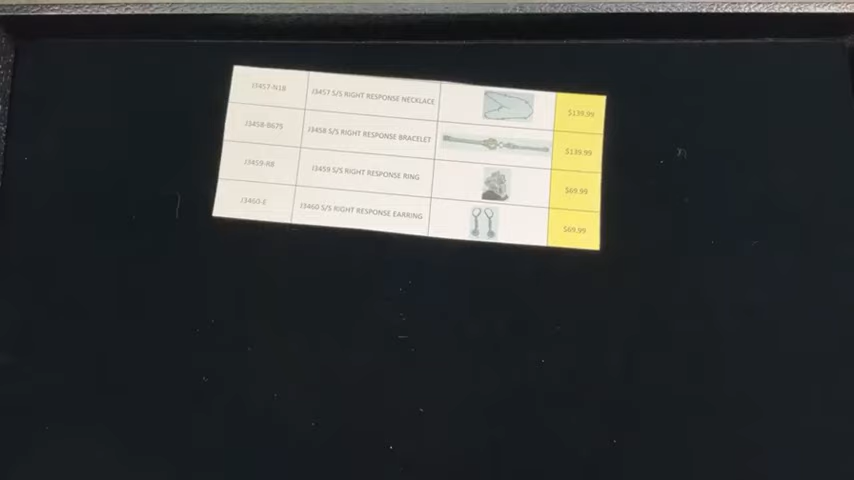 J3457-N18 J3457 S/S RIGHT RESPONSE NECKLACE $139.99
J3458-B675 J3458 S/S RIGHT RESPONSE BRACELET $139.99
J3459-R8 J3459 S/S RIGHT RESPONSE RING $69.99
J3460-E J3460 S/S RIGHT RESPONSE EARRING $69.99